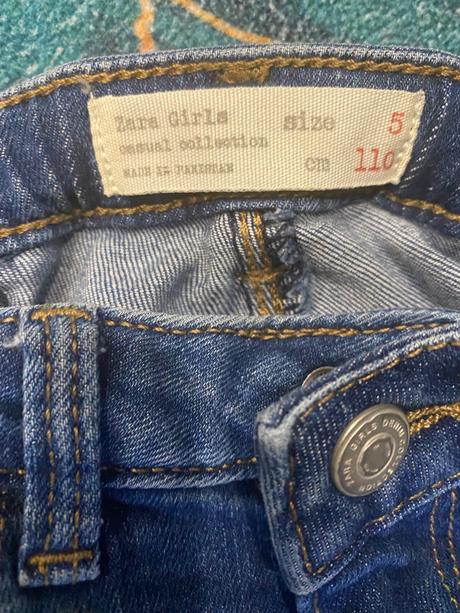 Zara Girls size 5
casual collection
MADE IN PAKISTAN cm 110
ZARA GIRLS DENIM COLLECTION